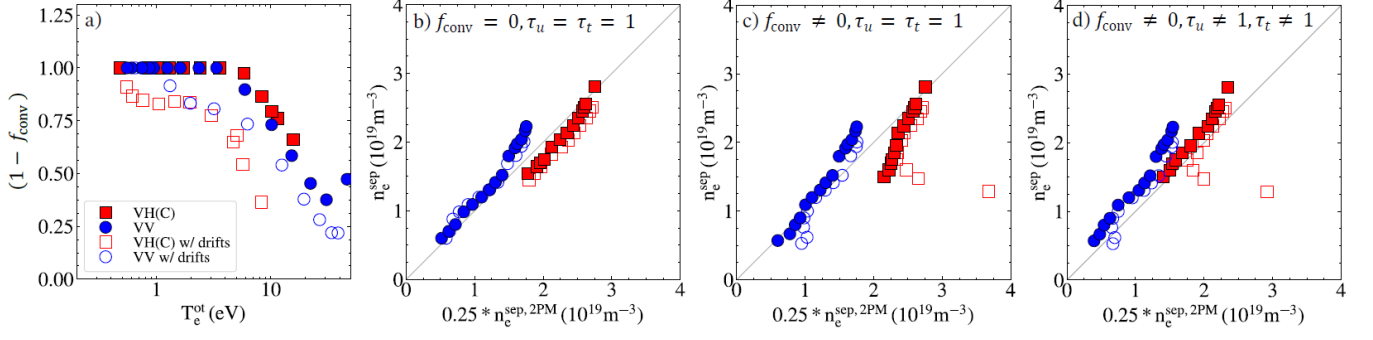 a)
1.25
1.00
0.75
0.50
0.25
0.00
(1 − f_conv)
VH(C)
VV
VH(C) w/ drifts
VV w/ drifts
1
10
T_e^ot (eV)
b) f_conv = 0, τ_u = τ_t = 1
4
3
2
1
0
n_e^sep (10^19 m^−3)
0 1 2 3 4
0.25 * n_e^sep, 2PM (10^19 m^−3)
c) f_conv ≠ 0, τ_u = τ_t = 1
4
3
2
1
0
n_e^sep (10^19 m^−3)
0 1 2 3 4
0.25 * n_e^sep, 2PM (10^19 m^−3)
d) f_conv ≠ 0, τ_u ≠ 1, τ_t ≠ 1
4
3
2
1
0
n_e^sep (10^19 m^−3)
0 1 2 3 4
0.25 * n_e^sep, 2PM (10^19 m^−3)